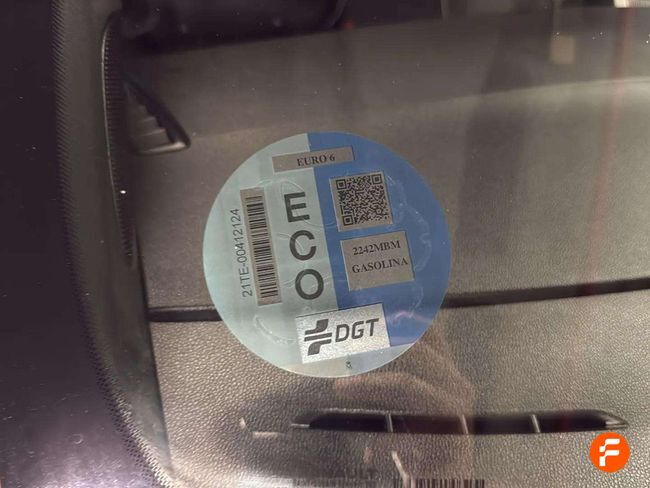 EURO 6
21TE-00412124
ECO
2242MBM
GASOLINA
DGT